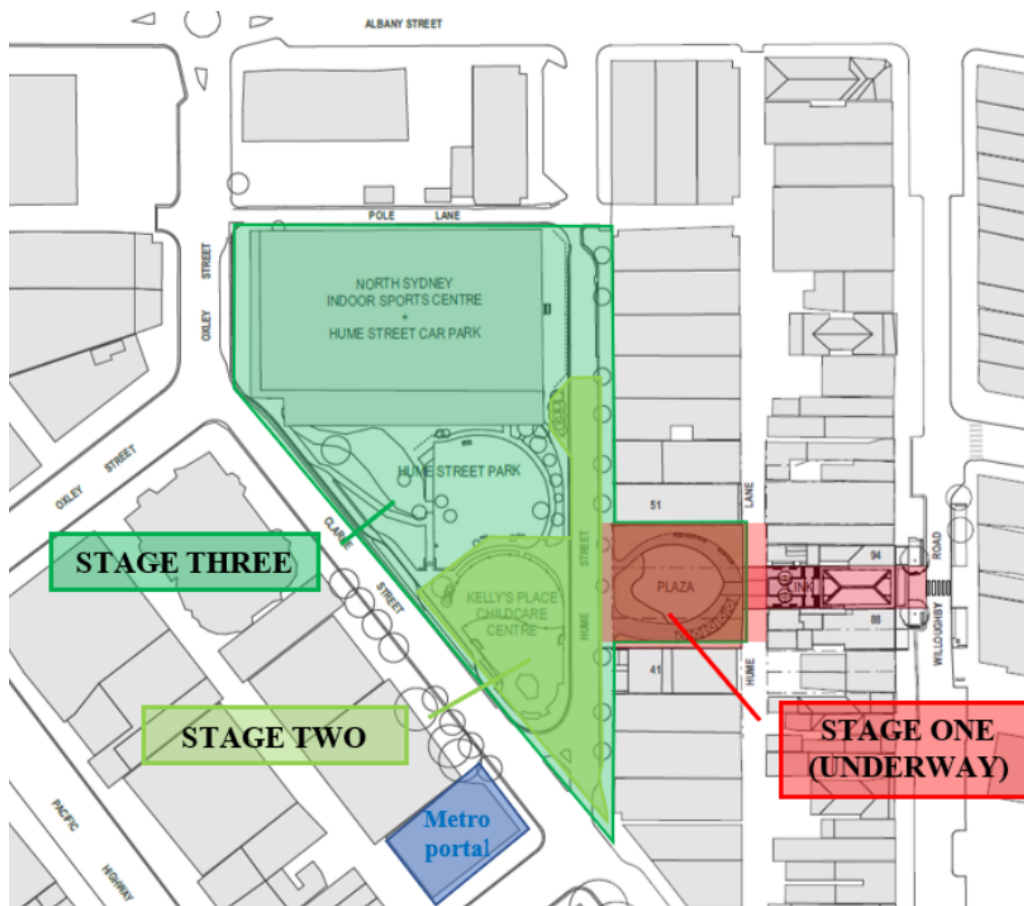 ALBANY STREET
POLE LANE
OXLEY STREET
NORTH SYDNEY
INDOOR SPORTS CENTRE
+
HUME STREET CAR PARK
HUME STREET PARK
OXLEY STREET
CLARKE STREET
STAGE THREE
51
LANE
HUME STREET
PLAZA
LINK
94
88
WILLOUGHBY ROAD
KELLY'S PLACE
CHILDCARE
CENTRE
41
HUME
STAGE TWO
STAGE ONE
(UNDERWAY)
Metro
portal
PACIFIC
HIGHWAY